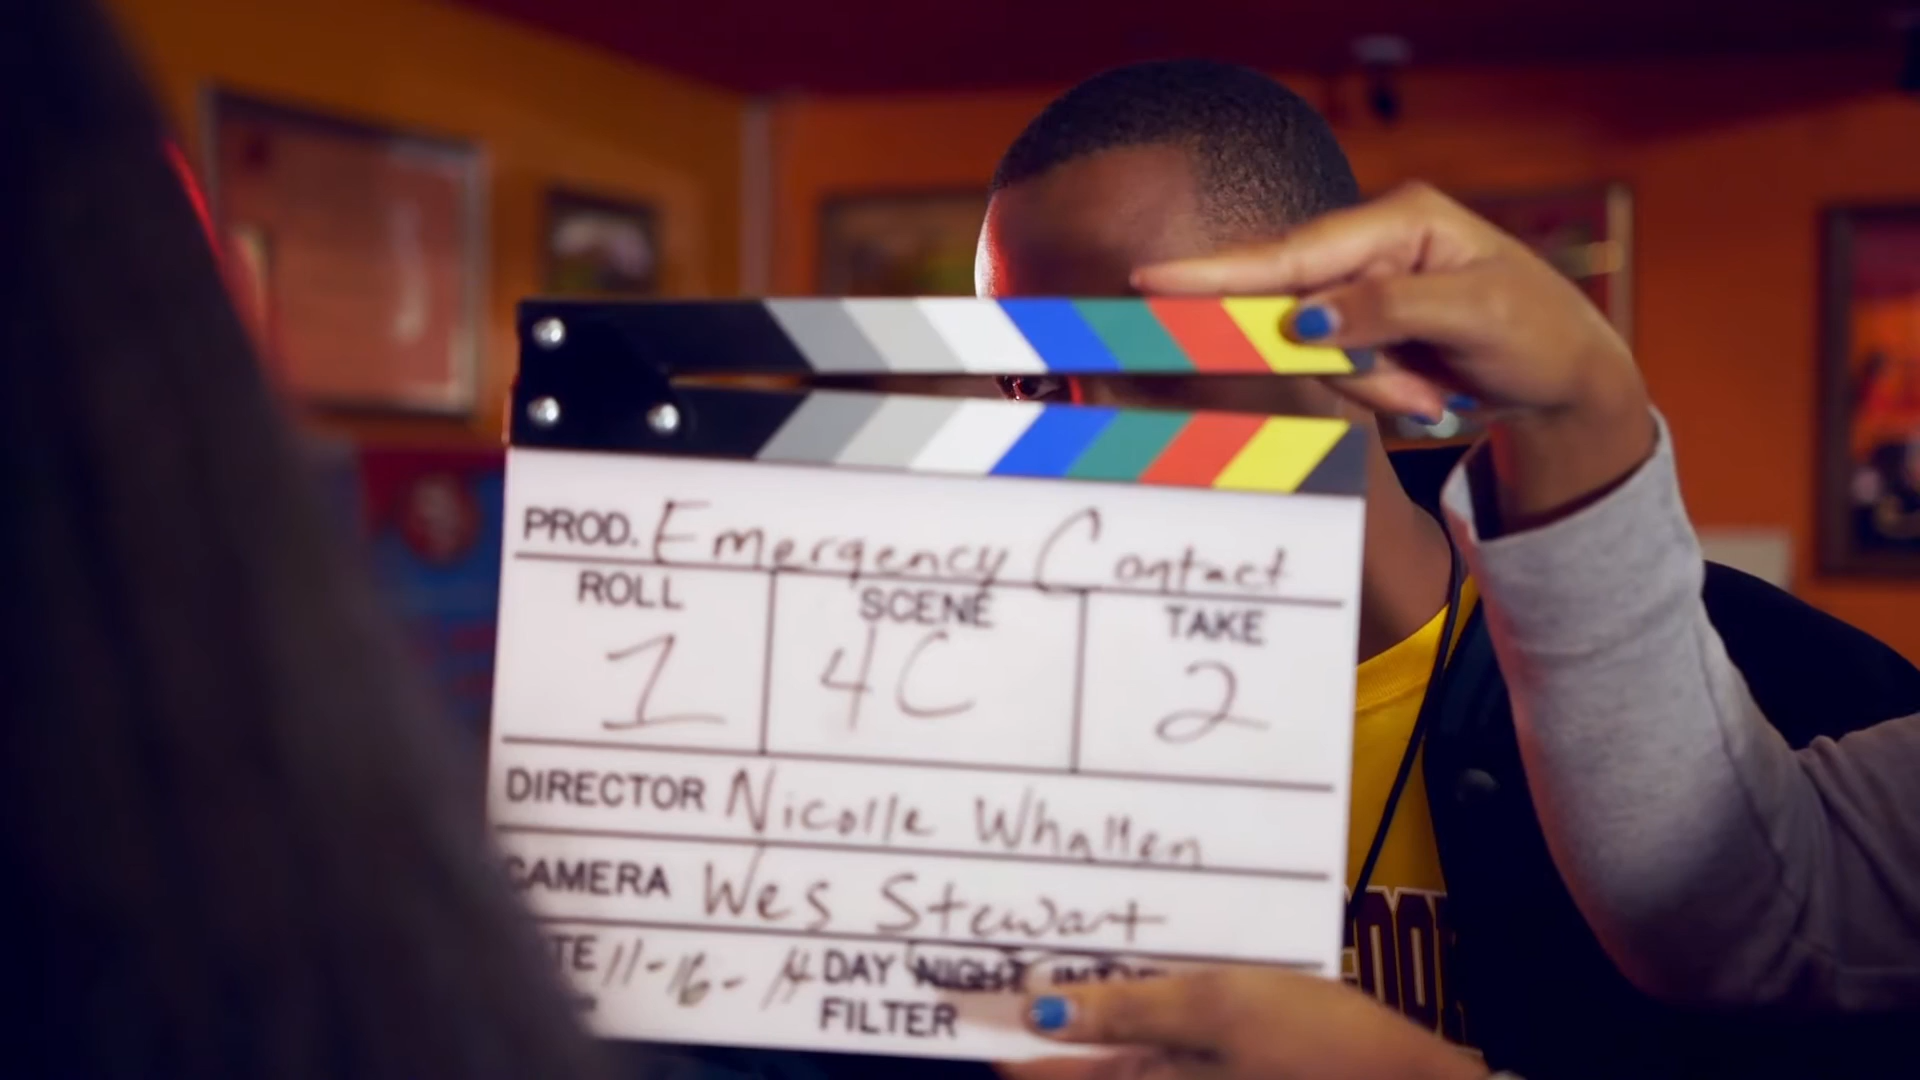 PROD. Emergency Contact
ROLL SCENE TAKE
1 4C 2
DIRECTOR Nicolle Whallen
CAMERA Wes Stewart
11-16-14 DAY NIGHT
FILTER